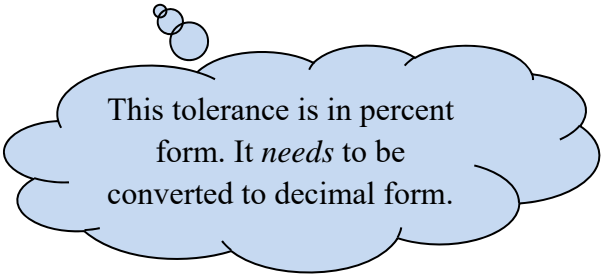 This tolerance is in percent
form. It needs to be
converted to decimal form.